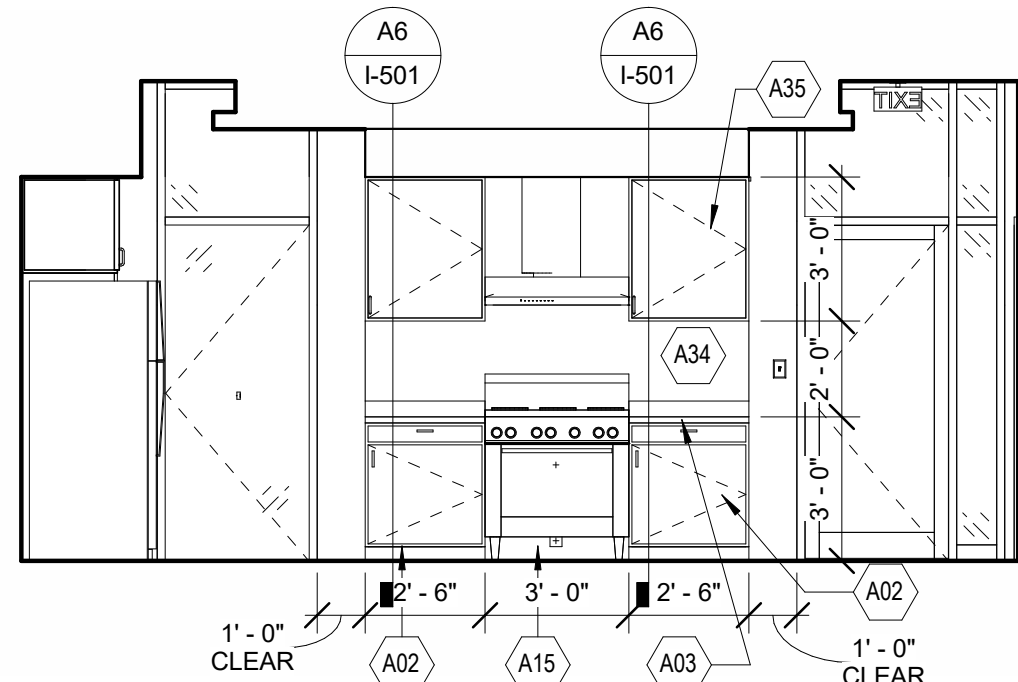 A6
I-501
A6
I-501
A35
EXIT
3' - 0"
A34
2' - 0"
3' - 0"
2' - 6"
3' - 0"
2' - 6"
A02
1' - 0"
CLEAR
A02
A15
A03
1' - 0"
CLEAR